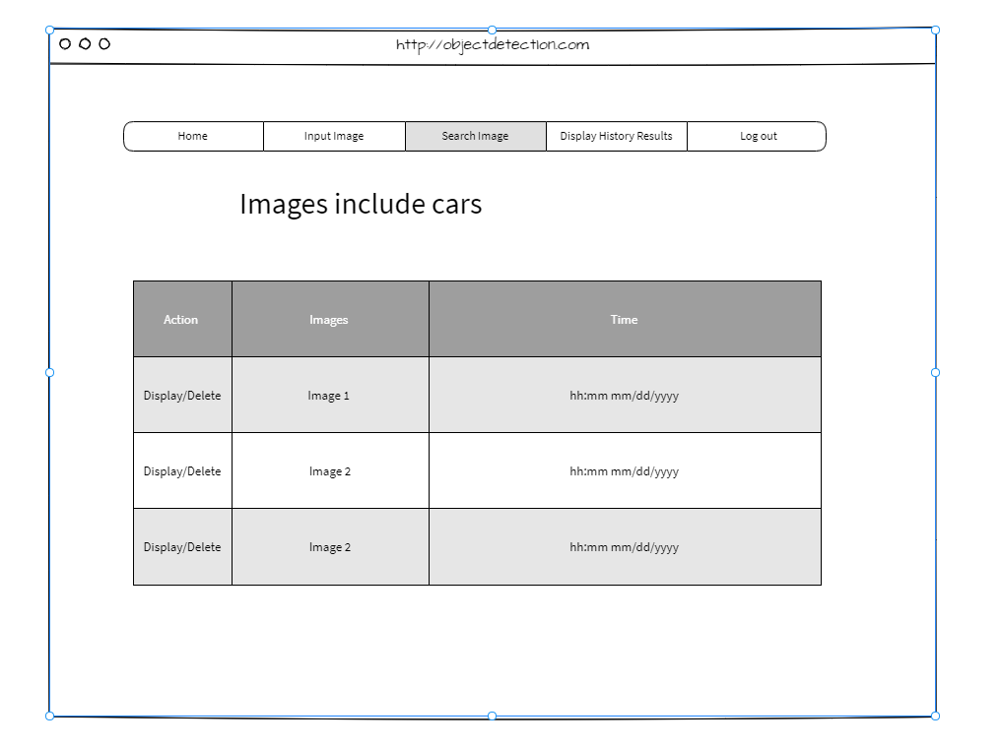 http://objectdetection.com
Home Input Image Search Image Display History Results Log out
Images include cars
Action Images Time
Display/Delete Image 1 hh:mm mm/dd/yyyy
Display/Delete Image 2 hh:mm mm/dd/yyyy
Display/Delete Image 2 hh:mm mm/dd/yyyy